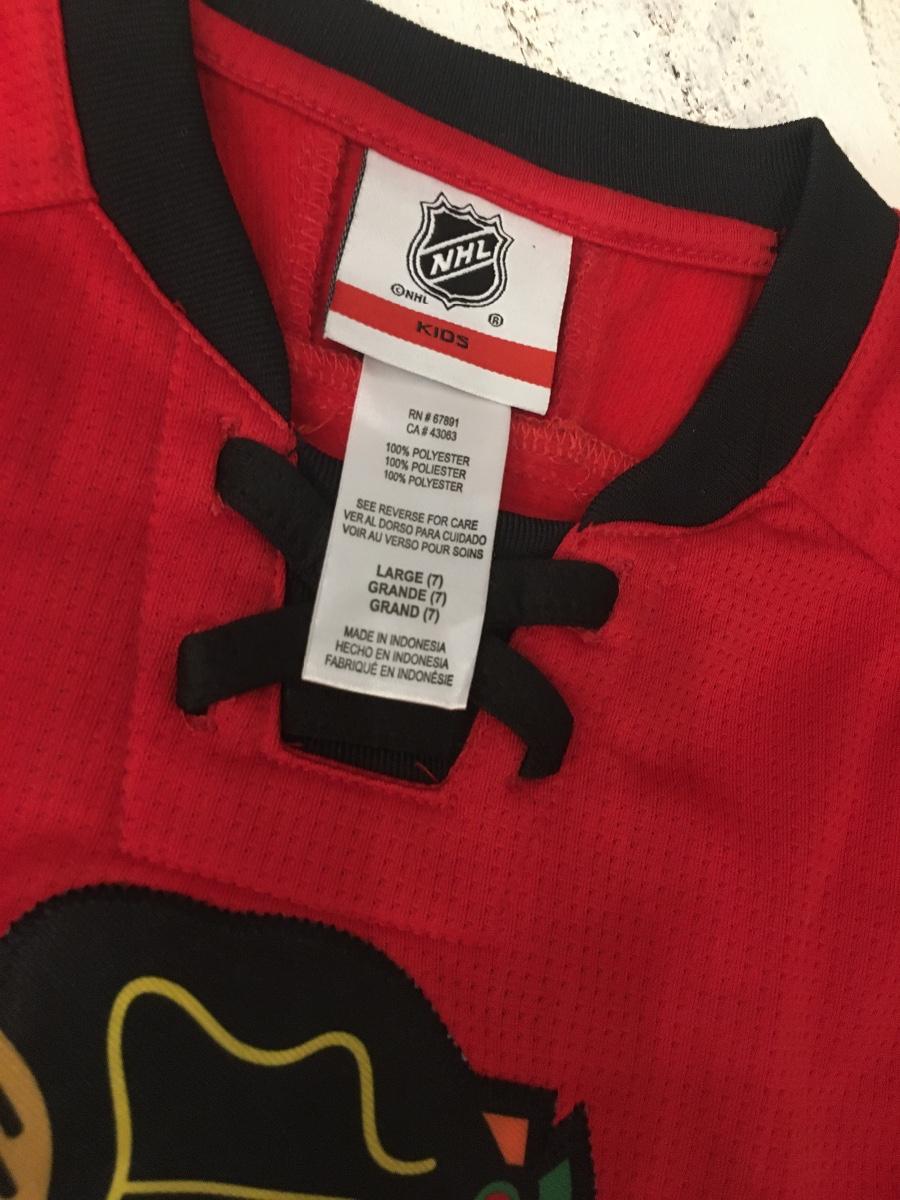 NHL
©NHL
®
KIDS
RN # 67891
CA # 43063
100% POLYESTER
100% POLIESTER
100% POLYESTER
SEE REVERSE FOR CARE
VER AL DORSO PARA CUIDADO
VOIR AU VERSO POUR SOINS
LARGE (7)
GRANDE (7)
GRAND (7)
MADE IN INDONESIA
HECHO EN INDONESIA
FABRIQUÉ EN INDONÉSIE